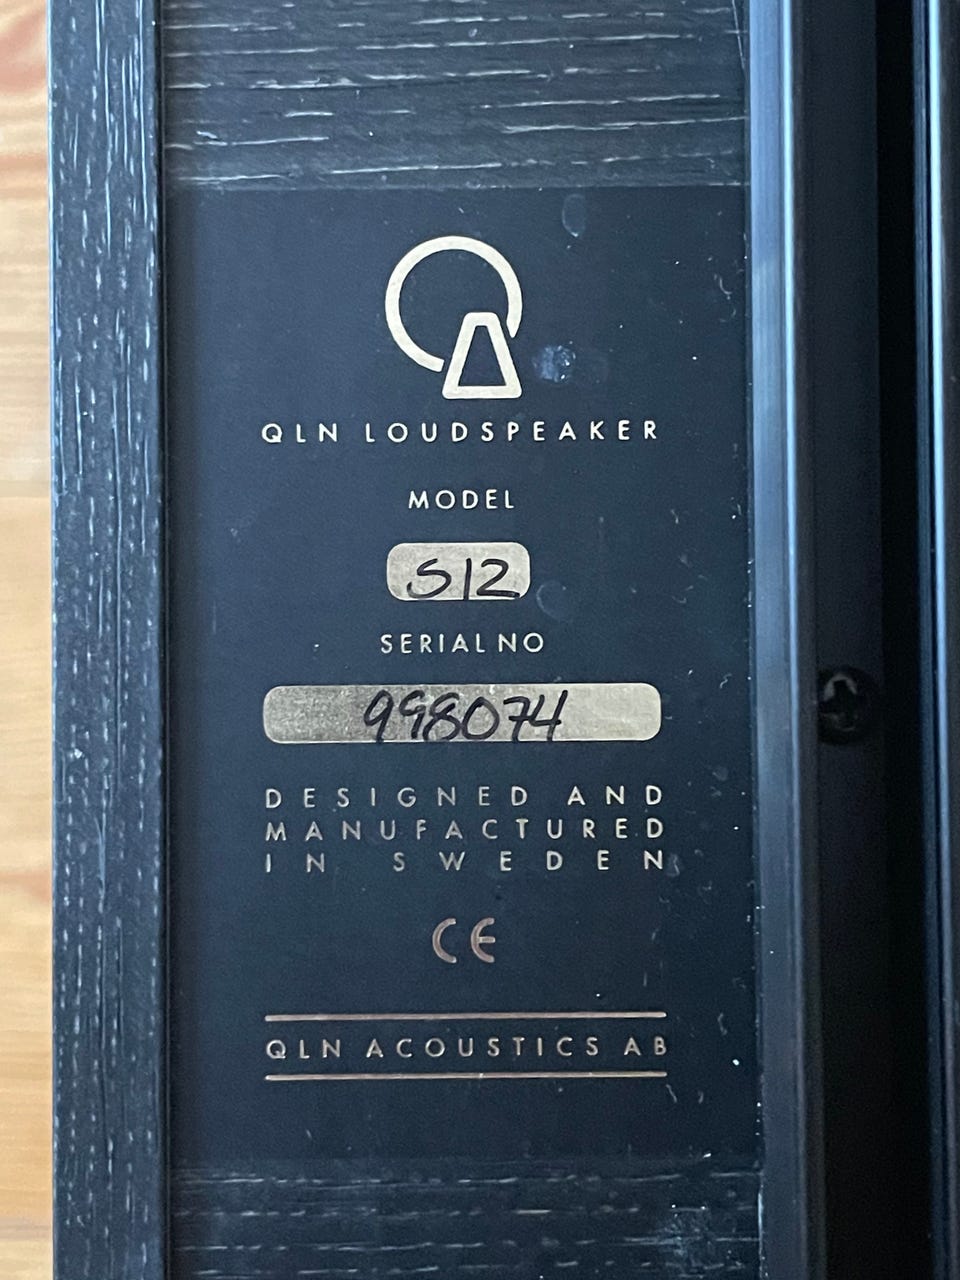 QLN LOUDSPEAKER
MODEL
S12
SERIAL NO
998074
DESIGNED AND
MANUFACTURED
IN SWEDEN
CE
QLN ACOUSTICS AB